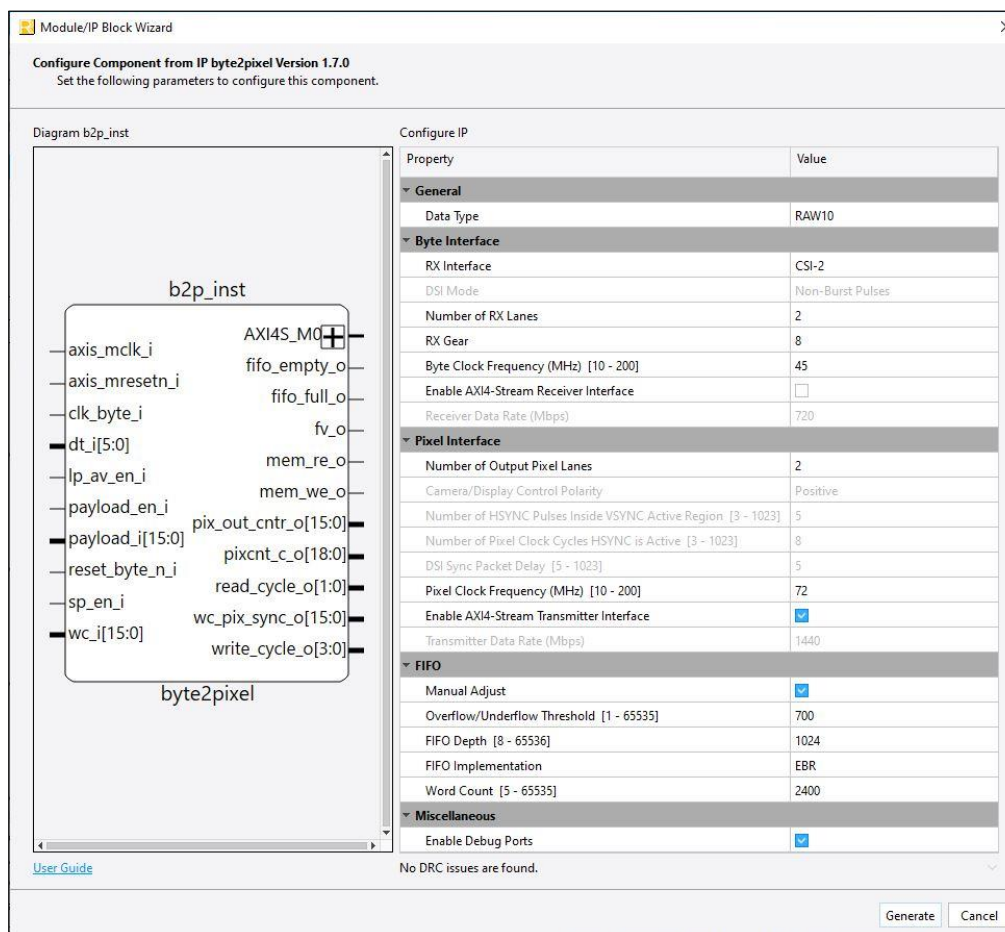 Module/IP Block Wizard
Configure Component from IP byte2pixel Version 1.7.0
Set the following parameters to configure this component.
Diagram b2p_inst
b2p_inst
axis_mclk_i
axis_mresetn_i
clk_byte_i
dt_i[5:0]
lp_av_en_i
payload_en_i
payload_i[15:0]
reset_byte_n_i
sp_en_i
wc_i[15:0]
AXI4S_M0
fifo_empty_o
fifo_full_o
fv_o
mem_re_o
mem_we_o
pix_out_cntr_o[15:0]
pixcnt_c_o[18:0]
read_cycle_o[1:0]
wc_pix_sync_o[15:0]
write_cycle_o[3:0]
byte2pixel
User Guide
Configure IP
Property Value
General
Data Type RAW10
Byte Interface
RX Interface CSI-2
DSI Mode Non-Burst Pulses
Number of RX Lanes 2
RX Gear 8
Byte Clock Frequency (MHz) [10 - 200] 45
Enable AXI4-Stream Receiver Interface
Receiver Data Rate (Mbps) 720
Pixel Interface
Number of Output Pixel Lanes 2
Camera/Display Control Polarity Positive
Number of HSYNC Pulses Inside VSYNC Active Region [3 - 1023] 5
Number of Pixel Clock Cycles HSYNC is Active [3 - 1023] 8
DSI Sync Packet Delay [5 - 1023] 5
Pixel Clock Frequency (MHz) [10 - 200] 72
Enable AXI4-Stream Transmitter Interface
Transmitter Data Rate (Mbps) 1440
FIFO
Manual Adjust
Overflow/Underflow Threshold [1 - 65535] 700
FIFO Depth [8 - 65536] 1024
FIFO Implementation EBR
Word Count [5 - 65535] 2400
Miscellaneous
Enable Debug Ports
No DRC issues are found.
Generate Cancel